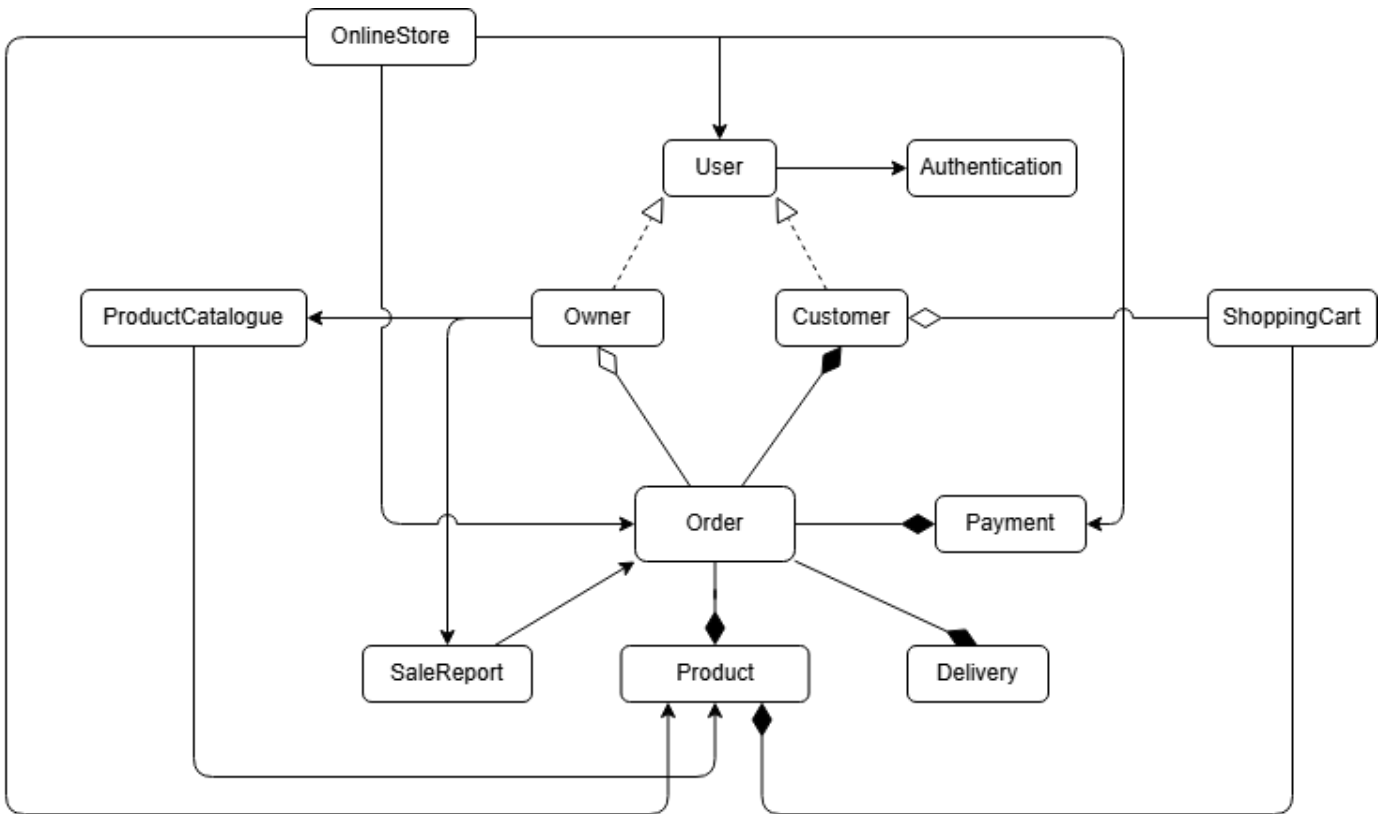 OnlineStore
User
Authentication
ProductCatalogue
Owner
Customer
ShoppingCart
Order
Payment
SaleReport
Product
Delivery